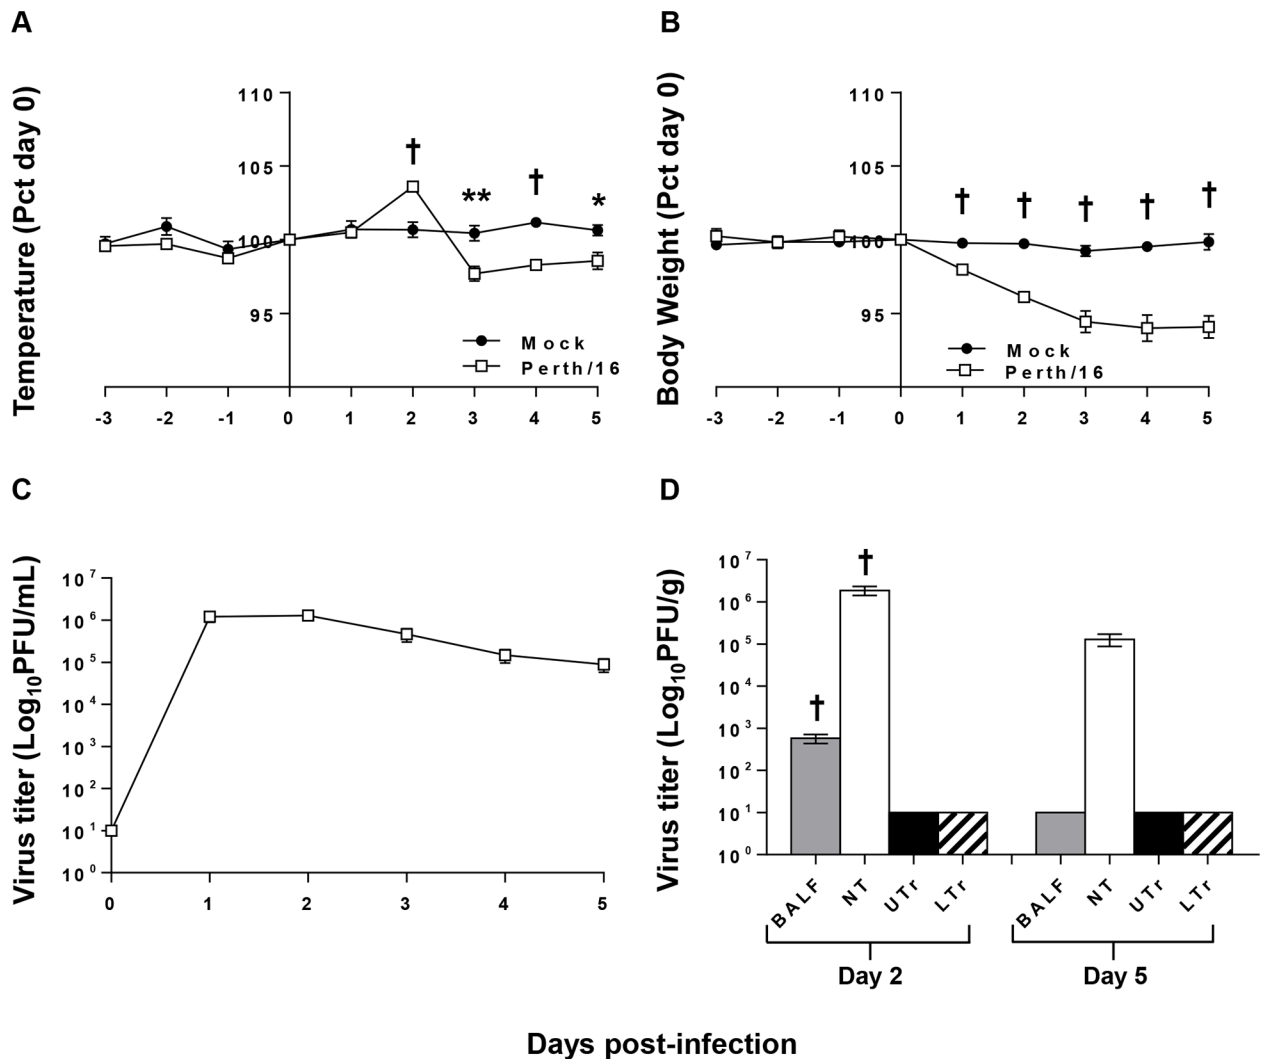 A
Temperature (Pct day 0)
110
105
100
95
†
**
†
*
Mock
Perth/16
-3 -2 -1 0 1 2 3 4 5
B
Body Weight (Pct day 0)
110
105
100
95
† † † † †
Mock
Perth/16
-3 -2 -1 0 1 2 3 4 5
C
Virus titer (Log10PFU/mL)
10^7
10^6
10^5
10^4
10^3
10^2
10^1
10^0
0 1 2 3 4 5
D
Virus titer (Log10PFU/g)
10^7
10^6
10^5
10^4
10^3
10^2
10^1
10^0
†
†
BALF NT UTr LTr BALF NT UTr LTr
Day 2 Day 5
Days post-infection